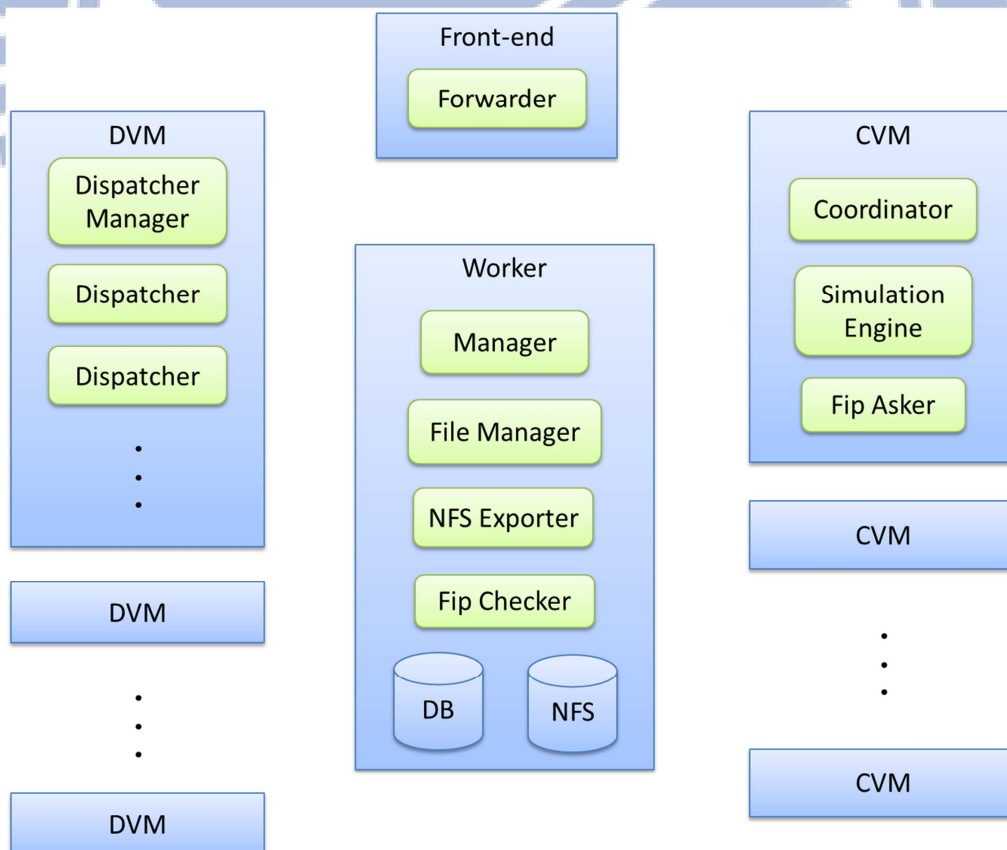 Front-end
Forwarder
DVM
Dispatcher
Manager
Dispatcher
Dispatcher
DVM
DVM
Worker
Manager
File Manager
NFS Exporter
Fip Checker
DB
NFS
CVM
Coordinator
Simulation
Engine
Fip Asker
CVM
CVM